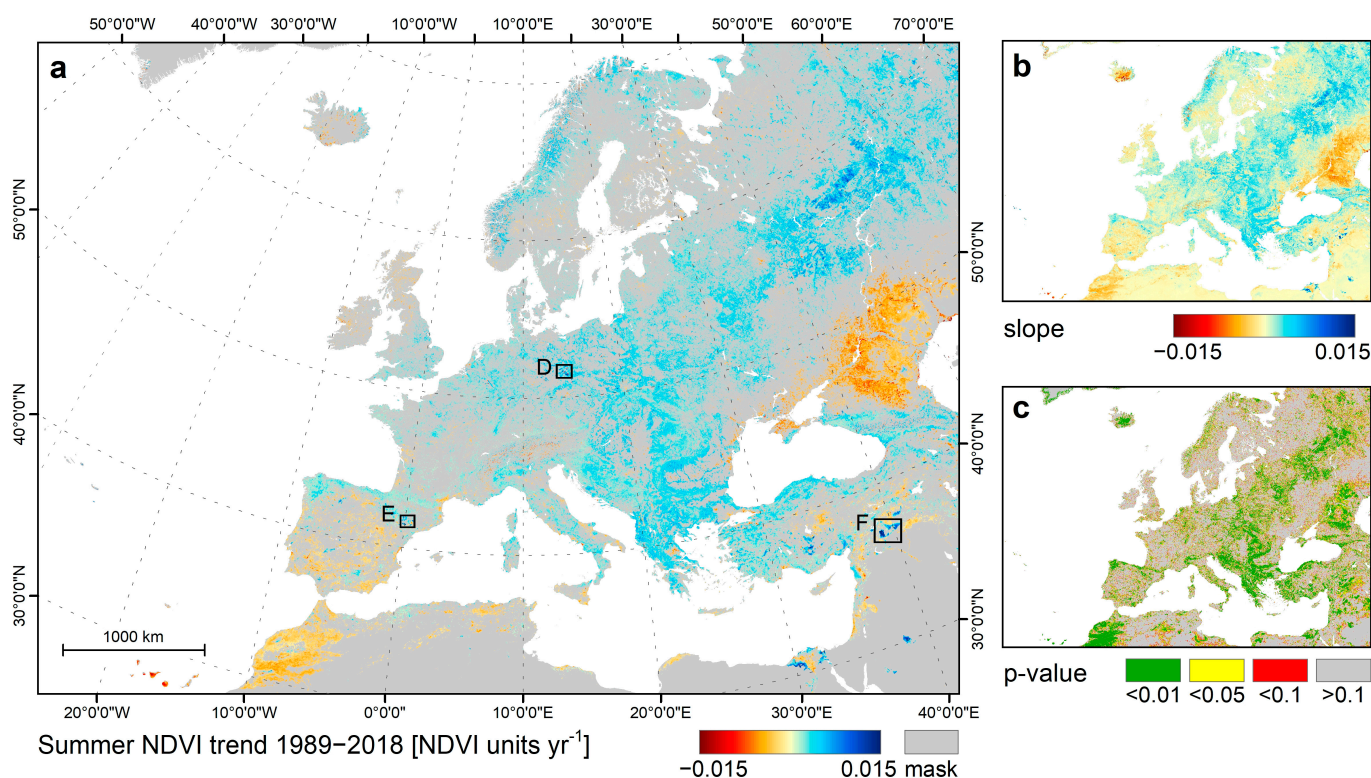 50°0'0"W 40°0'0"W 30°0'0"W 10°0'0"W 10°0'0"E 30°0'0"E 50°0'0"E 60°0'0"E 70°0'0"E
a
b
50°0'0"N
50°0'0"N
slope
−0.015 0.015
D
40°0'0"N
40°0'0"N
c
E
F
30°0'0"N
30°0'0"N
1000 km
p-value
<0.01 <0.05 <0.1 >0.1
20°0'0"W 10°0'0"W 0°0'0"E 10°0'0"E 20°0'0"E 30°0'0"E 40°0'0"E
Summer NDVI trend 1989−2018 [NDVI units yr⁻¹]
−0.015 0.015 mask